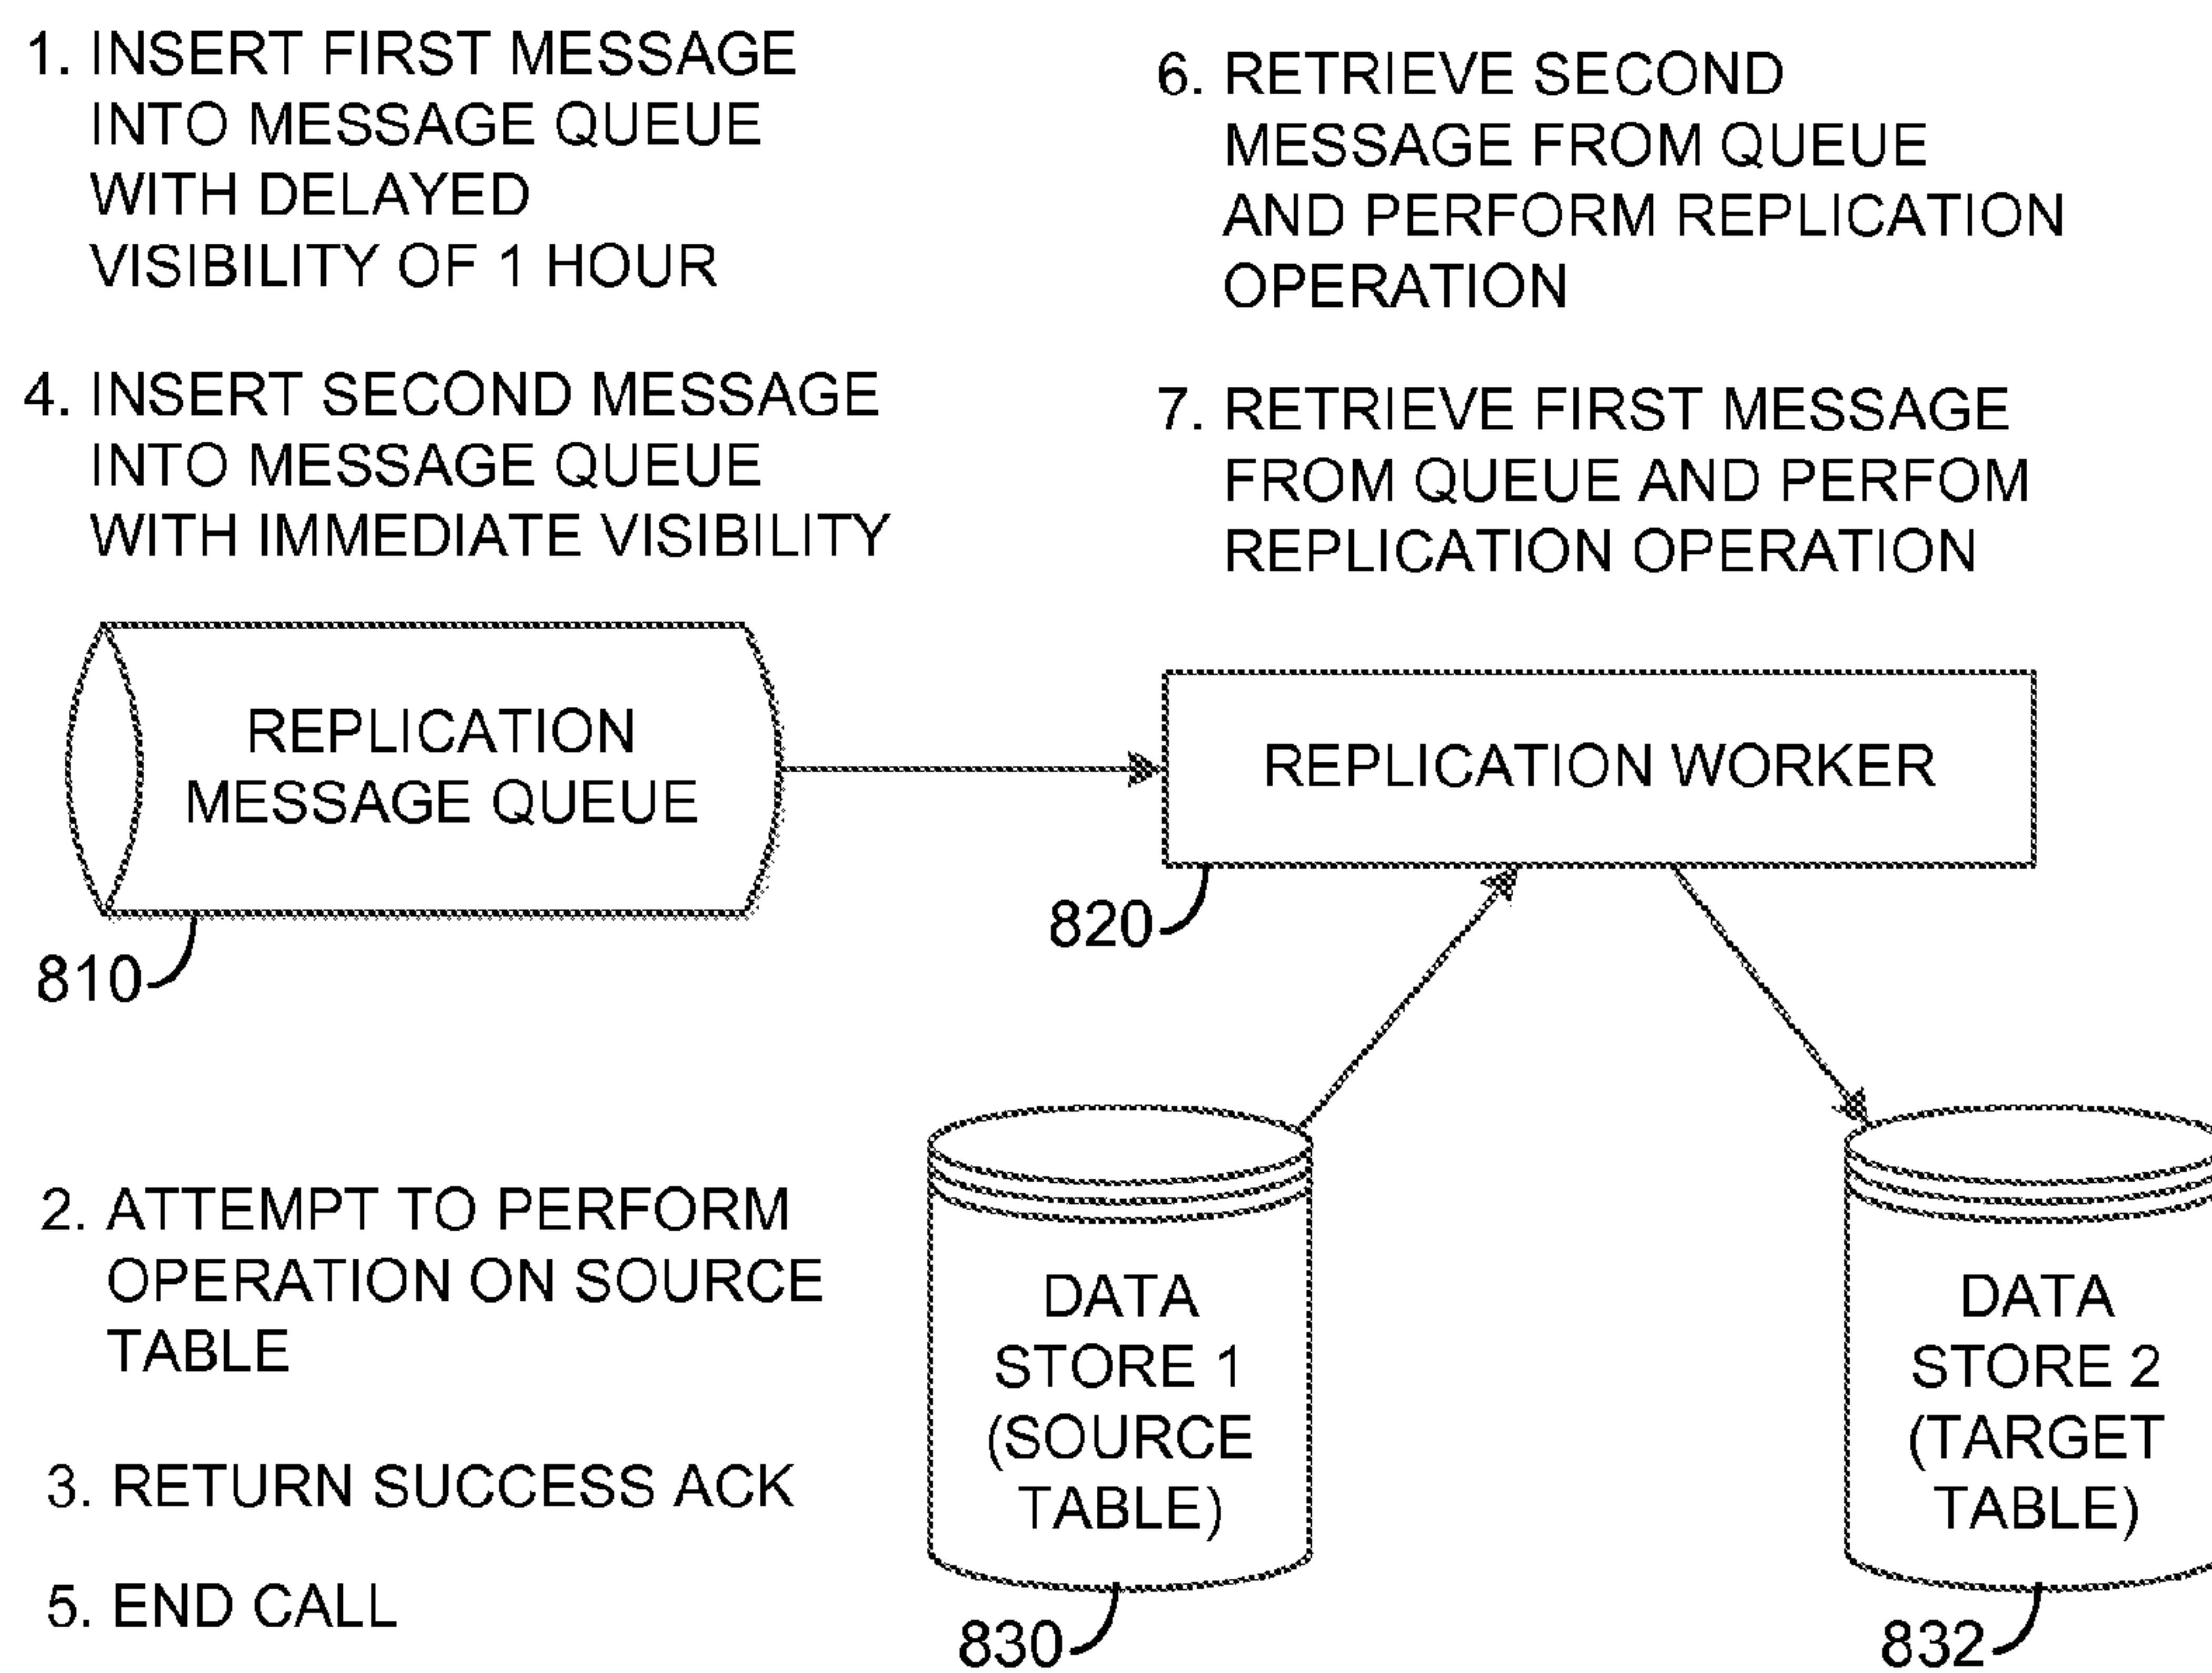 1. INSERT FIRST MESSAGE
INTO MESSAGE QUEUE
WITH DELAYED
VISIBILITY OF 1 HOUR
4. INSERT SECOND MESSAGE
INTO MESSAGE QUEUE
WITH IMMEDIATE VISIBILITY
6. RETRIEVE SECOND
MESSAGE FROM QUEUE
AND PERFORM REPLICATION
OPERATION
7. RETRIEVE FIRST MESSAGE
FROM QUEUE AND PERFOM
REPLICATION OPERATION
REPLICATION
MESSAGE QUEUE
810
REPLICATION WORKER
820
2. ATTEMPT TO PERFORM
OPERATION ON SOURCE
TABLE
3. RETURN SUCCESS ACK
5. END CALL
DATA
STORE 1
(SOURCE
TABLE)
830
DATA
STORE 2
(TARGET
TABLE)
832